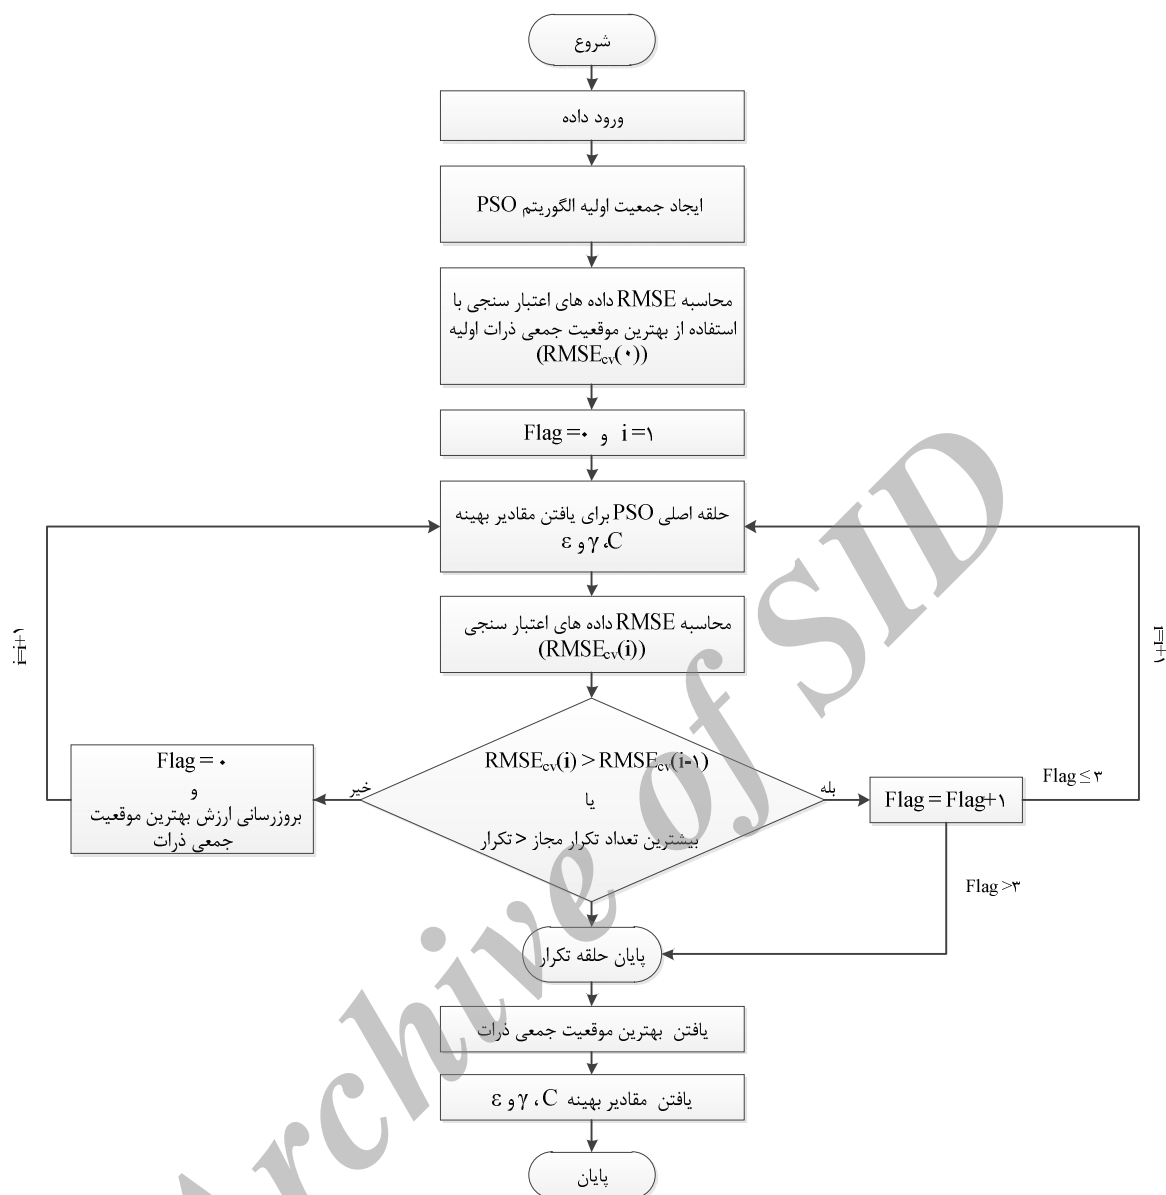 شروع
ورود داده
ایجاد جمعیت اولیه الگوریتم PSO
محاسبه RMSE داده های اعتبار سنجی با
استفاده از بهترین موقعیت جمعی ذرات اولیه
(RMSEcv(۰))
Flag =۰ و i =۱
حلقه اصلی PSO برای یافتن مقادیر بهینه
C، γ و ε
محاسبه RMSE داده های اعتبار سنجی
(RMSEcv(i))
i=i+۱
i=i+۱
RMSEcv(i) > RMSEcv(i-۱)
یا
بیشترین تعداد تکرار مجاز < تکرار
خیر
بله
Flag = ۰
و
بروزرسانی ارزش بهترین موقعیت
جمعی ذرات
Flag = Flag+۱
Flag ≤ ۳
Flag >۳
پایان حلقه تکرار
یافتن بهترین موقعیت جمعی ذرات
یافتن مقادیر بهینه C ، γ و ε
پایان
Archive of SID